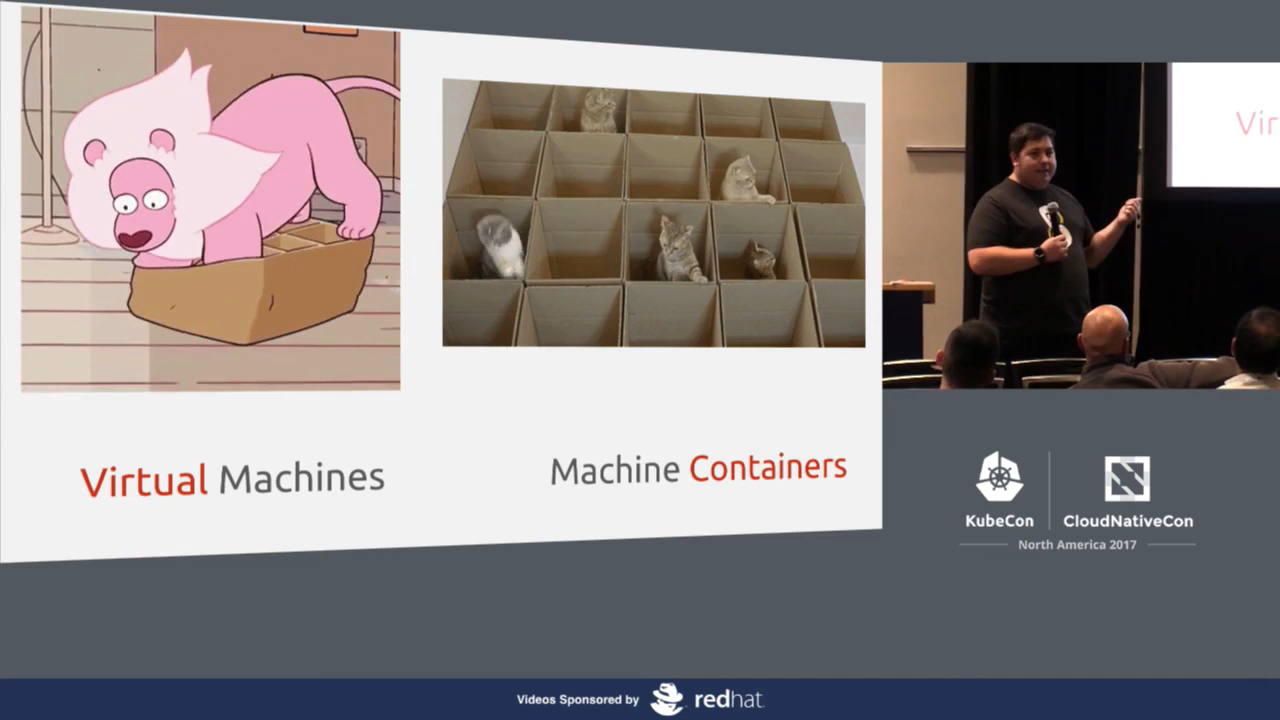 Virtual Machines
Machine Containers
Vir
KubeCon
CloudNativeCon
North America 2017
Videos Sponsored by redhat.